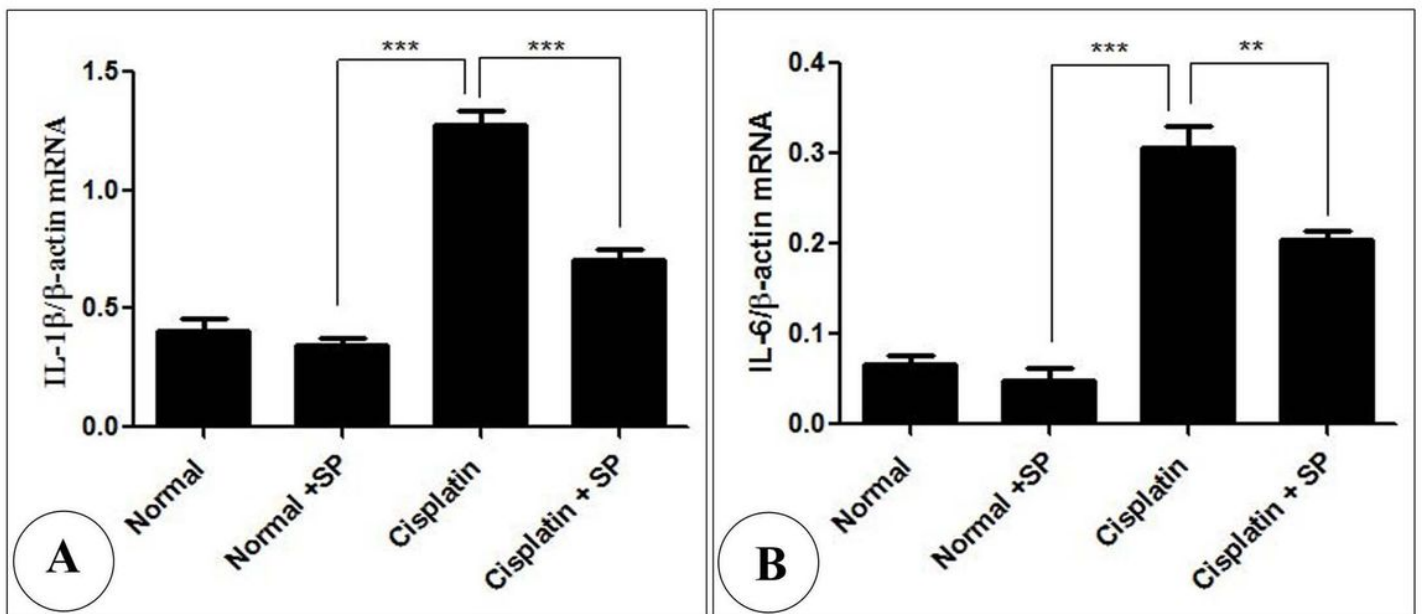 *** ***
IL-1β/β-actin mRNA
1.5
1.0
0.5
0.0
Normal
Normal +SP
Cisplatin
Cisplatin + SP
A
*** **
IL-6/β-actin mRNA
0.4
0.3
0.2
0.1
0.0
Normal
Normal +SP
Cisplatin
Cisplatin + SP
B